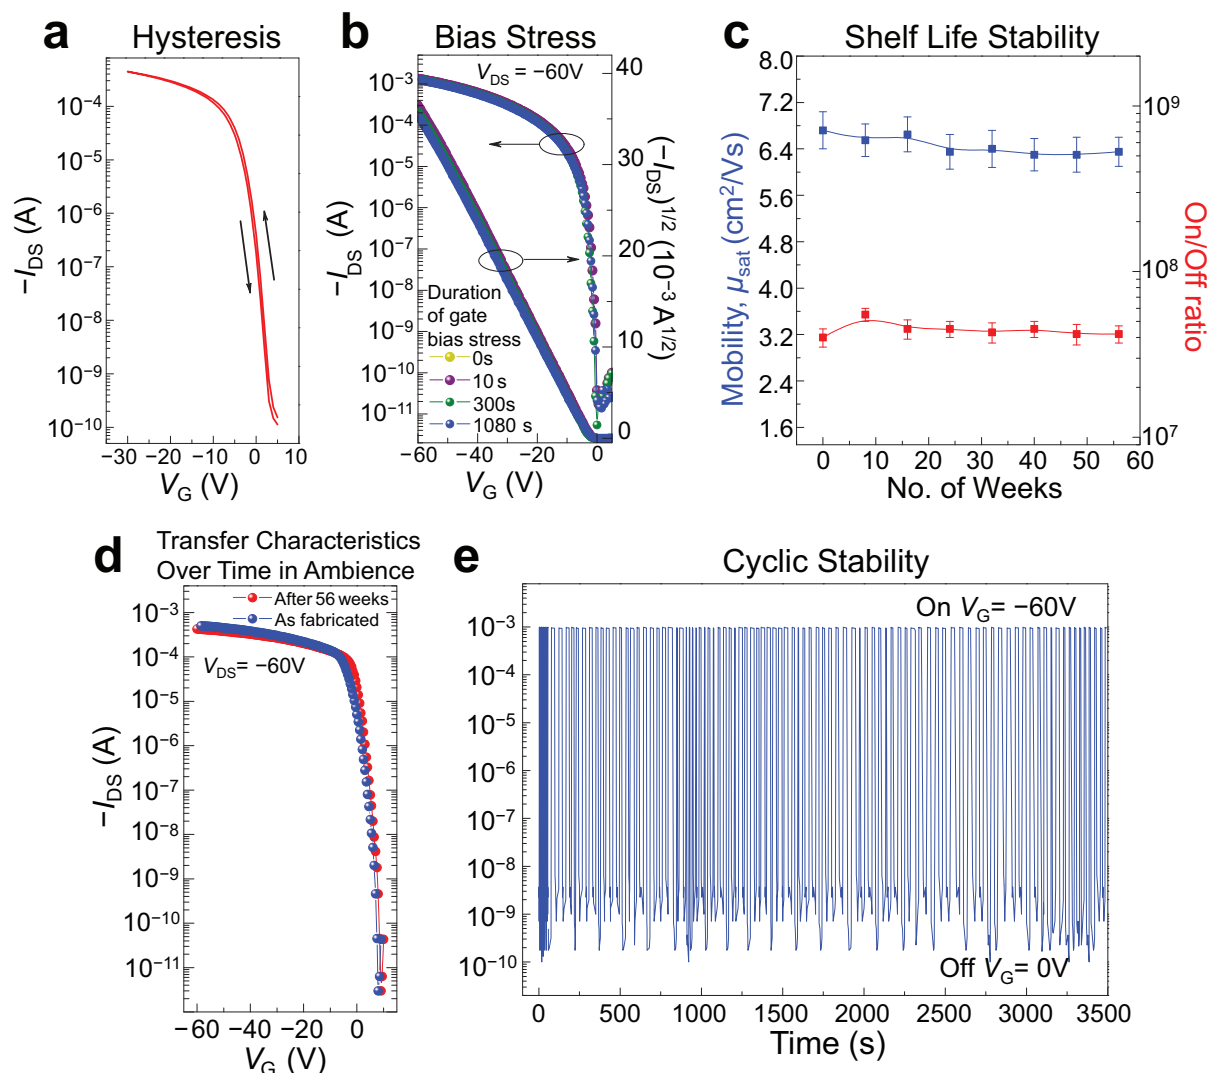 a
Hysteresis
10⁻⁴
10⁻⁵
10⁻⁶
10⁻⁷
10⁻⁸
10⁻⁹
10⁻¹⁰
−I_DS (A)
−30 −20 −10 0 10
V_G (V)
b
Bias Stress
V_DS = −60V
10⁻³
10⁻⁴
10⁻⁵
10⁻⁶
10⁻⁷
10⁻⁸
10⁻⁹
10⁻¹⁰
10⁻¹¹
−I_DS (A)
40
30
20
10
0
(−I_DS)^1/2 (10⁻³ A^1/2)
Duration
of gate
bias stress
0s
10 s
300s
1080 s
−60 −40 −20 0
V_G (V)
c
Shelf Life Stability
8.0
7.2
6.4
5.6
4.8
4.0
3.2
2.4
1.6
Mobility, μ_sat (cm²/Vs)
10⁹
10⁸
10⁷
On/Off ratio
0 10 20 30 40 50 60
No. of Weeks
d
Transfer Characteristics
Over Time in Ambience
After 56 weeks
As fabricated
V_DS= −60V
10⁻³
10⁻⁴
10⁻⁵
10⁻⁶
10⁻⁷
10⁻⁸
10⁻⁹
10⁻¹⁰
10⁻¹¹
−I_DS (A)
−60 −40 −20 0
V_G (V)
e
Cyclic Stability
On V_G= −60V
10⁻³
10⁻⁴
10⁻⁵
10⁻⁶
10⁻⁷
10⁻⁸
10⁻⁹
10⁻¹⁰
Off V_G= 0V
0 500 1000 1500 2000 2500 3000 3500
Time (s)